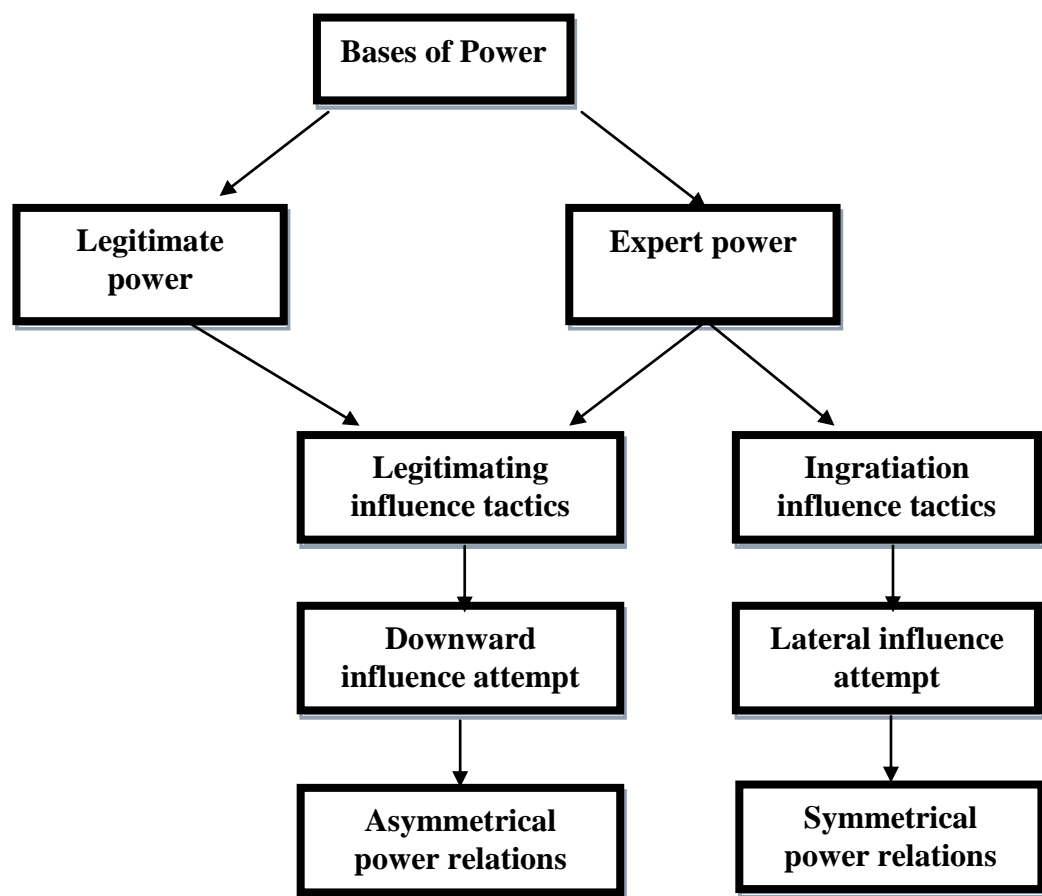 Bases of Power
Legitimate
power
Expert power
Legitimating
influence tactics
Ingratiation
influence tactics
Downward
influence attempt
Lateral influence
attempt
Asymmetrical
power relations
Symmetrical
power relations